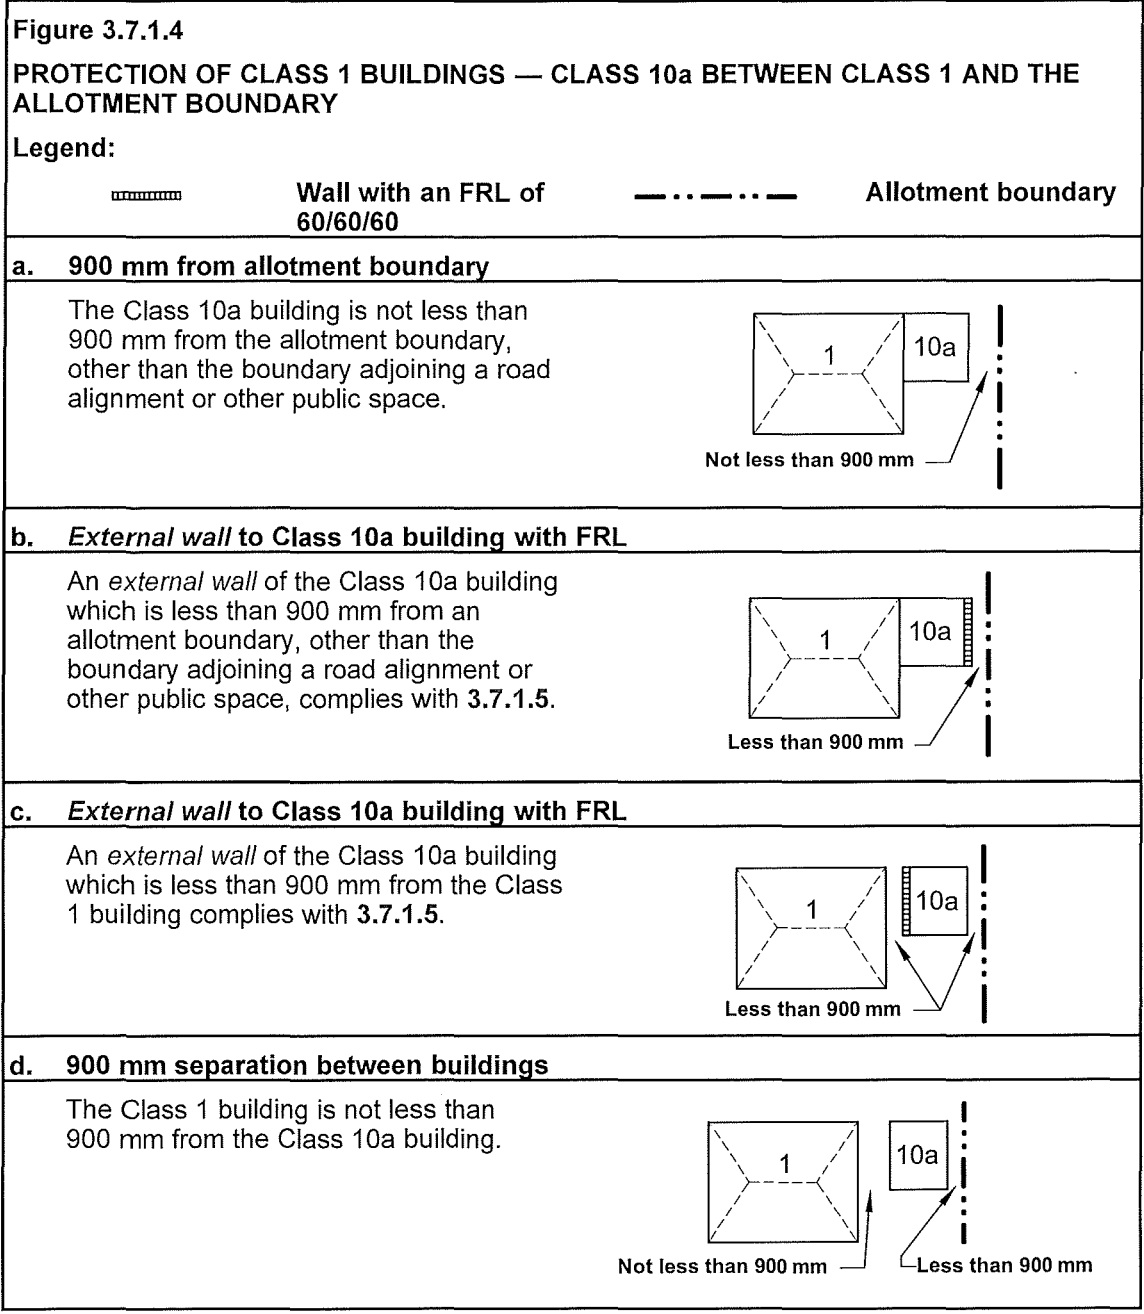 Figure 3.7.1.4
PROTECTION OF CLASS 1 BUILDINGS — CLASS 10a BETWEEN CLASS 1 AND THE
ALLOTMENT BOUNDARY
Legend:
Wall with an FRL of
60/60/60
Allotment boundary
a. 900 mm from allotment boundary
The Class 10a building is not less than
900 mm from the allotment boundary,
other than the boundary adjoining a road
alignment or other public space.
1
10a
Not less than 900 mm
b. External wall to Class 10a building with FRL
An external wall of the Class 10a building
which is less than 900 mm from an
allotment boundary, other than the
boundary adjoining a road alignment or
other public space, complies with 3.7.1.5.
1
10a
Less than 900 mm
c. External wall to Class 10a building with FRL
An external wall of the Class 10a building
which is less than 900 mm from the Class
1 building complies with 3.7.1.5.
1
10a
Less than 900 mm
d. 900 mm separation between buildings
The Class 1 building is not less than
900 mm from the Class 10a building.
1
10a
Not less than 900 mm
Less than 900 mm